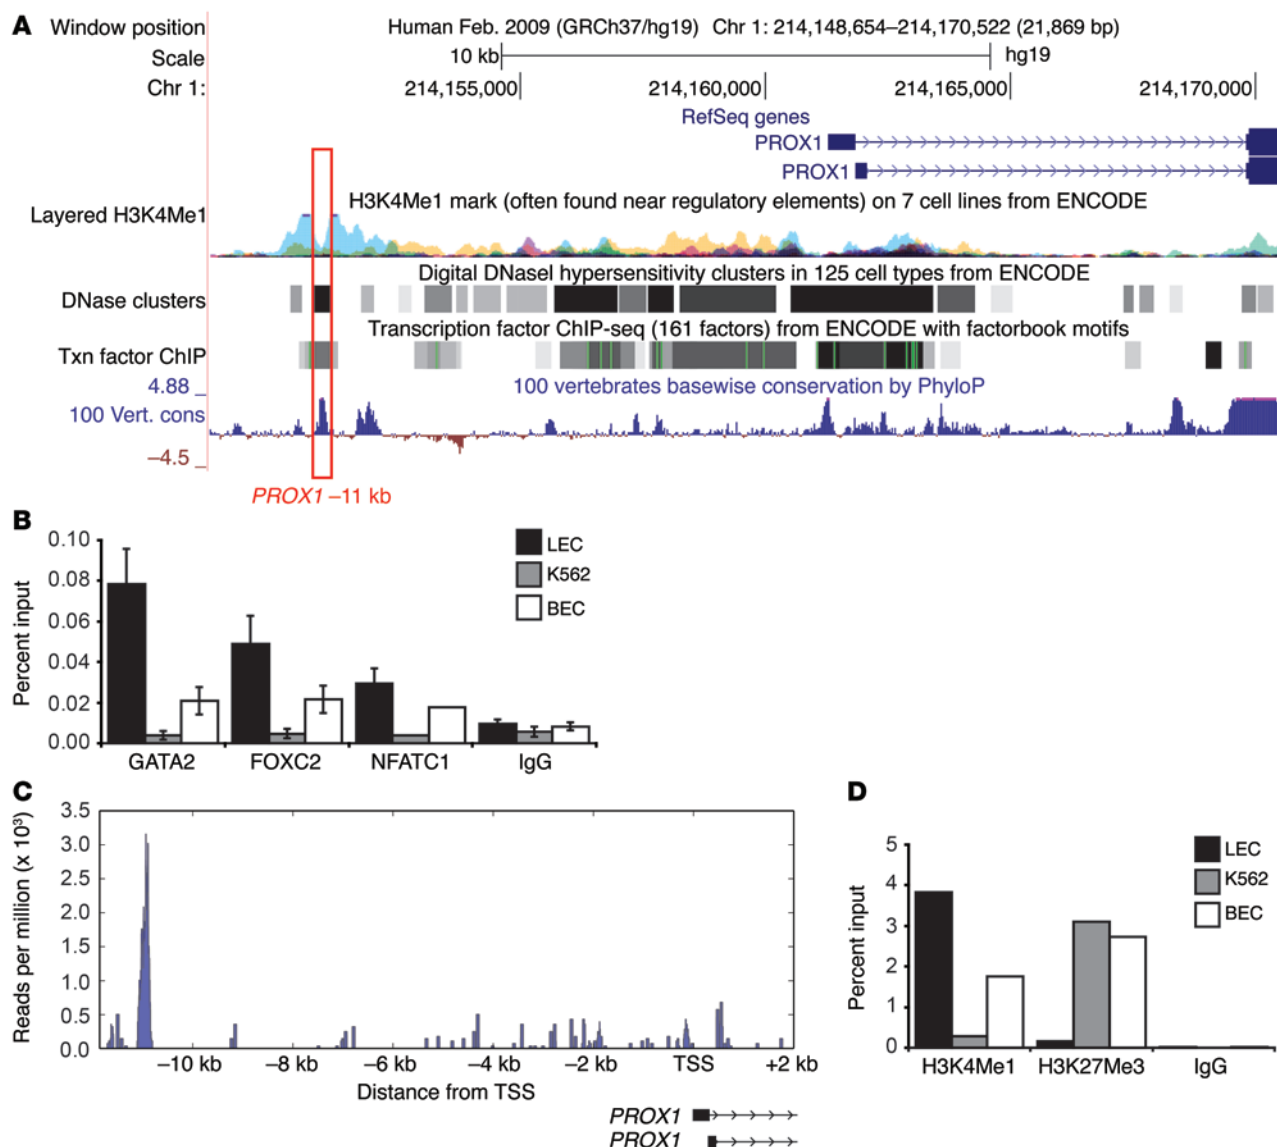 A
Window position Human Feb. 2009 (GRCh37/hg19) Chr 1: 214,148,654–214,170,522 (21,869 bp)
Scale 10 kb hg19
Chr 1: 214,155,000 214,160,000 214,165,000 214,170,000
RefSeq genes
PROX1
PROX1
H3K4Me1 mark (often found near regulatory elements) on 7 cell lines from ENCODE
Layered H3K4Me1
Digital DNaseI hypersensitivity clusters in 125 cell types from ENCODE
DNase clusters
Transcription factor ChIP-seq (161 factors) from ENCODE with factorbook motifs
Txn factor ChIP
4.88 100 vertebrates basewise conservation by PhyloP
100 Vert. cons
–4.5
PROX1 –11 kb
B
Percent input
0.10
0.08
0.06
0.04
0.02
0.00
LEC
K562
BEC
GATA2 FOXC2 NFATC1 IgG
C
Reads per million (x 10³)
3.5
3.0
2.5
2.0
1.5
1.0
0.5
0.0
–10 kb –8 kb –6 kb –4 kb –2 kb TSS +2 kb
Distance from TSS
PROX1
PROX1
D
Percent input
5
4
3
2
1
0
LEC
K562
BEC
H3K4Me1 H3K27Me3 IgG